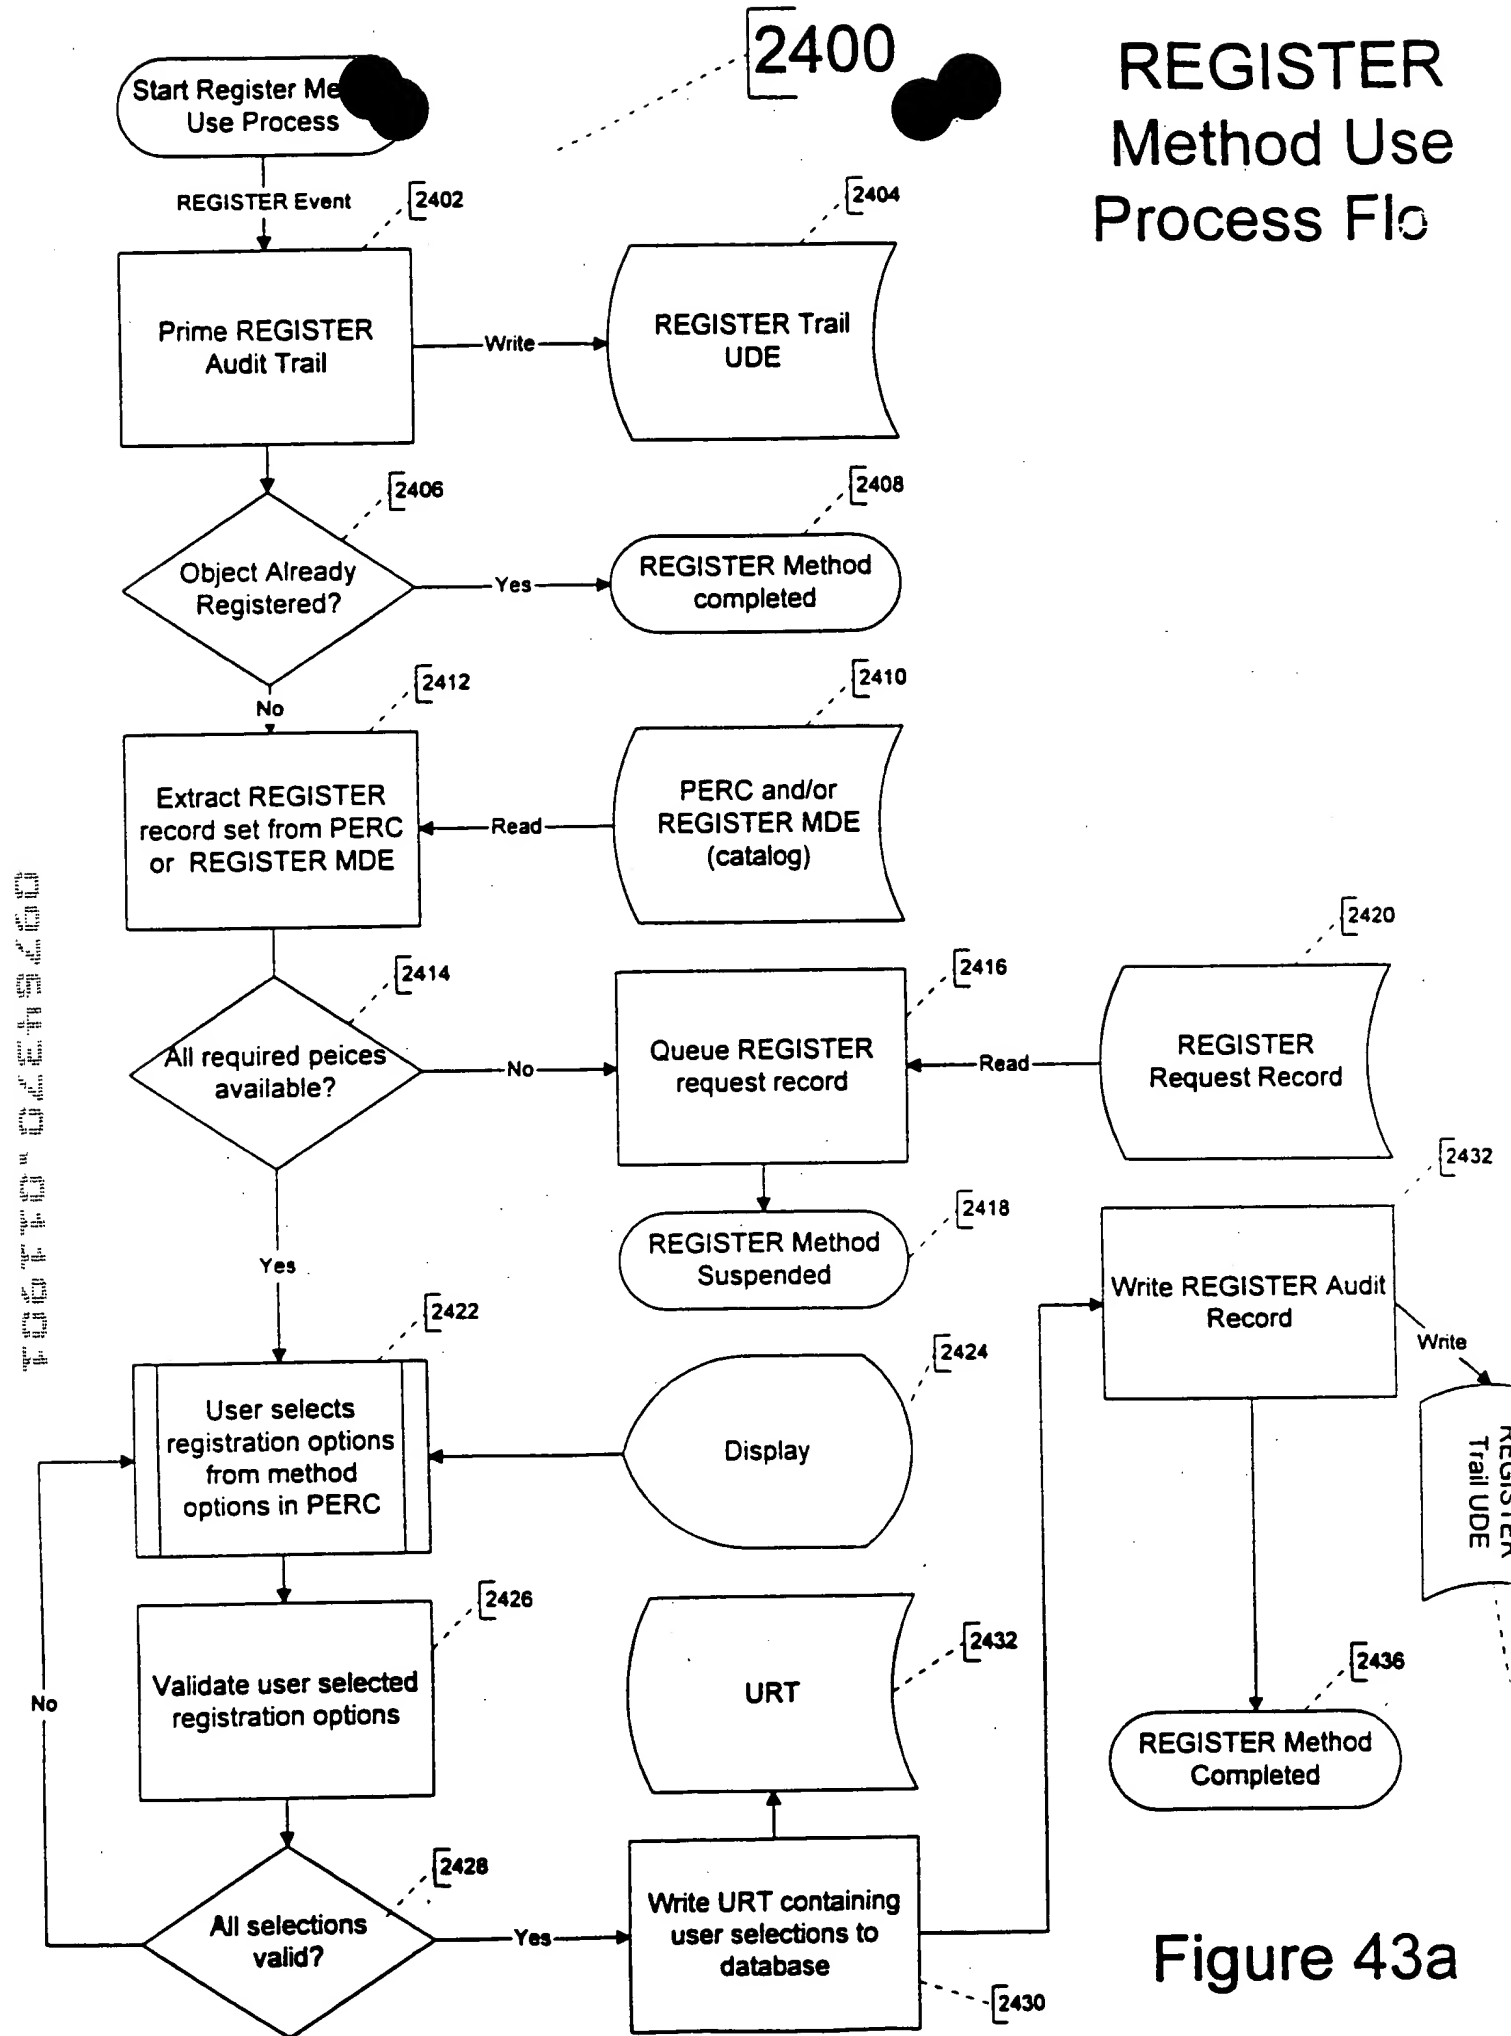 2400
REGISTER
Method Use
Process Flo
Start Register Me
Use Process
REGISTER Event
2402
Prime REGISTER
Audit Trail
Write
2404
REGISTER Trail
UDE
2406
Object Already
Registered?
Yes
2408
REGISTER Method
completed
No
2412
Extract REGISTER
record set from PERC
or REGISTER MDE
Read
2410
PERC and/or
REGISTER MDE
(catalog)
2414
All required peices
available?
No
2416
Queue REGISTER
request record
Read
2420
REGISTER
Request Record
2418
REGISTER Method
Suspended
Yes
2422
User selects
registration options
from method
options in PERC
2424
Display
2426
Validate user selected
registration options
No
2428
All selections
valid?
Yes
2430
Write URT containing
user selections to
database
2432
URT
2432
Write REGISTER Audit
Record
Write
REGISTER
Trail UDE
2436
REGISTER Method
Completed
Figure 43a
09764370.011201